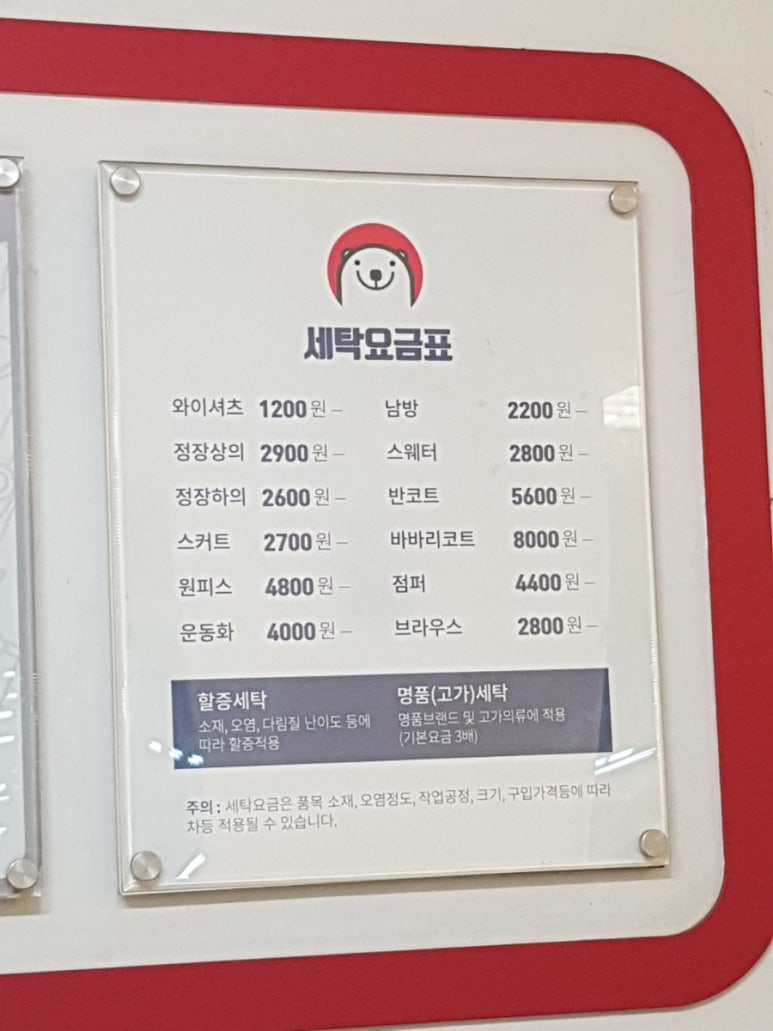 세탁요금표
와이셔츠 1200원 – 남방 2200원 –
정장상의 2900원 – 스웨터 2800원 –
정장하의 2600원 – 반코트 5600원 –
스커트 2700원 – 바바리코트 8000원 –
원피스 4800원 – 점퍼 4400원 –
운동화 4000원 – 브라우스 2800원 –
할증세탁
소재, 오염, 다림질 난이도 등에
따라 할증적용
명품(고가)세탁
명품브랜드 및 고가의류에 적용
(기본요금 3배)
주의 : 세탁요금은 품목 소재, 오염정도, 작업공정, 크기, 구입가격등에 따라
차등 적용될 수 있습니다.